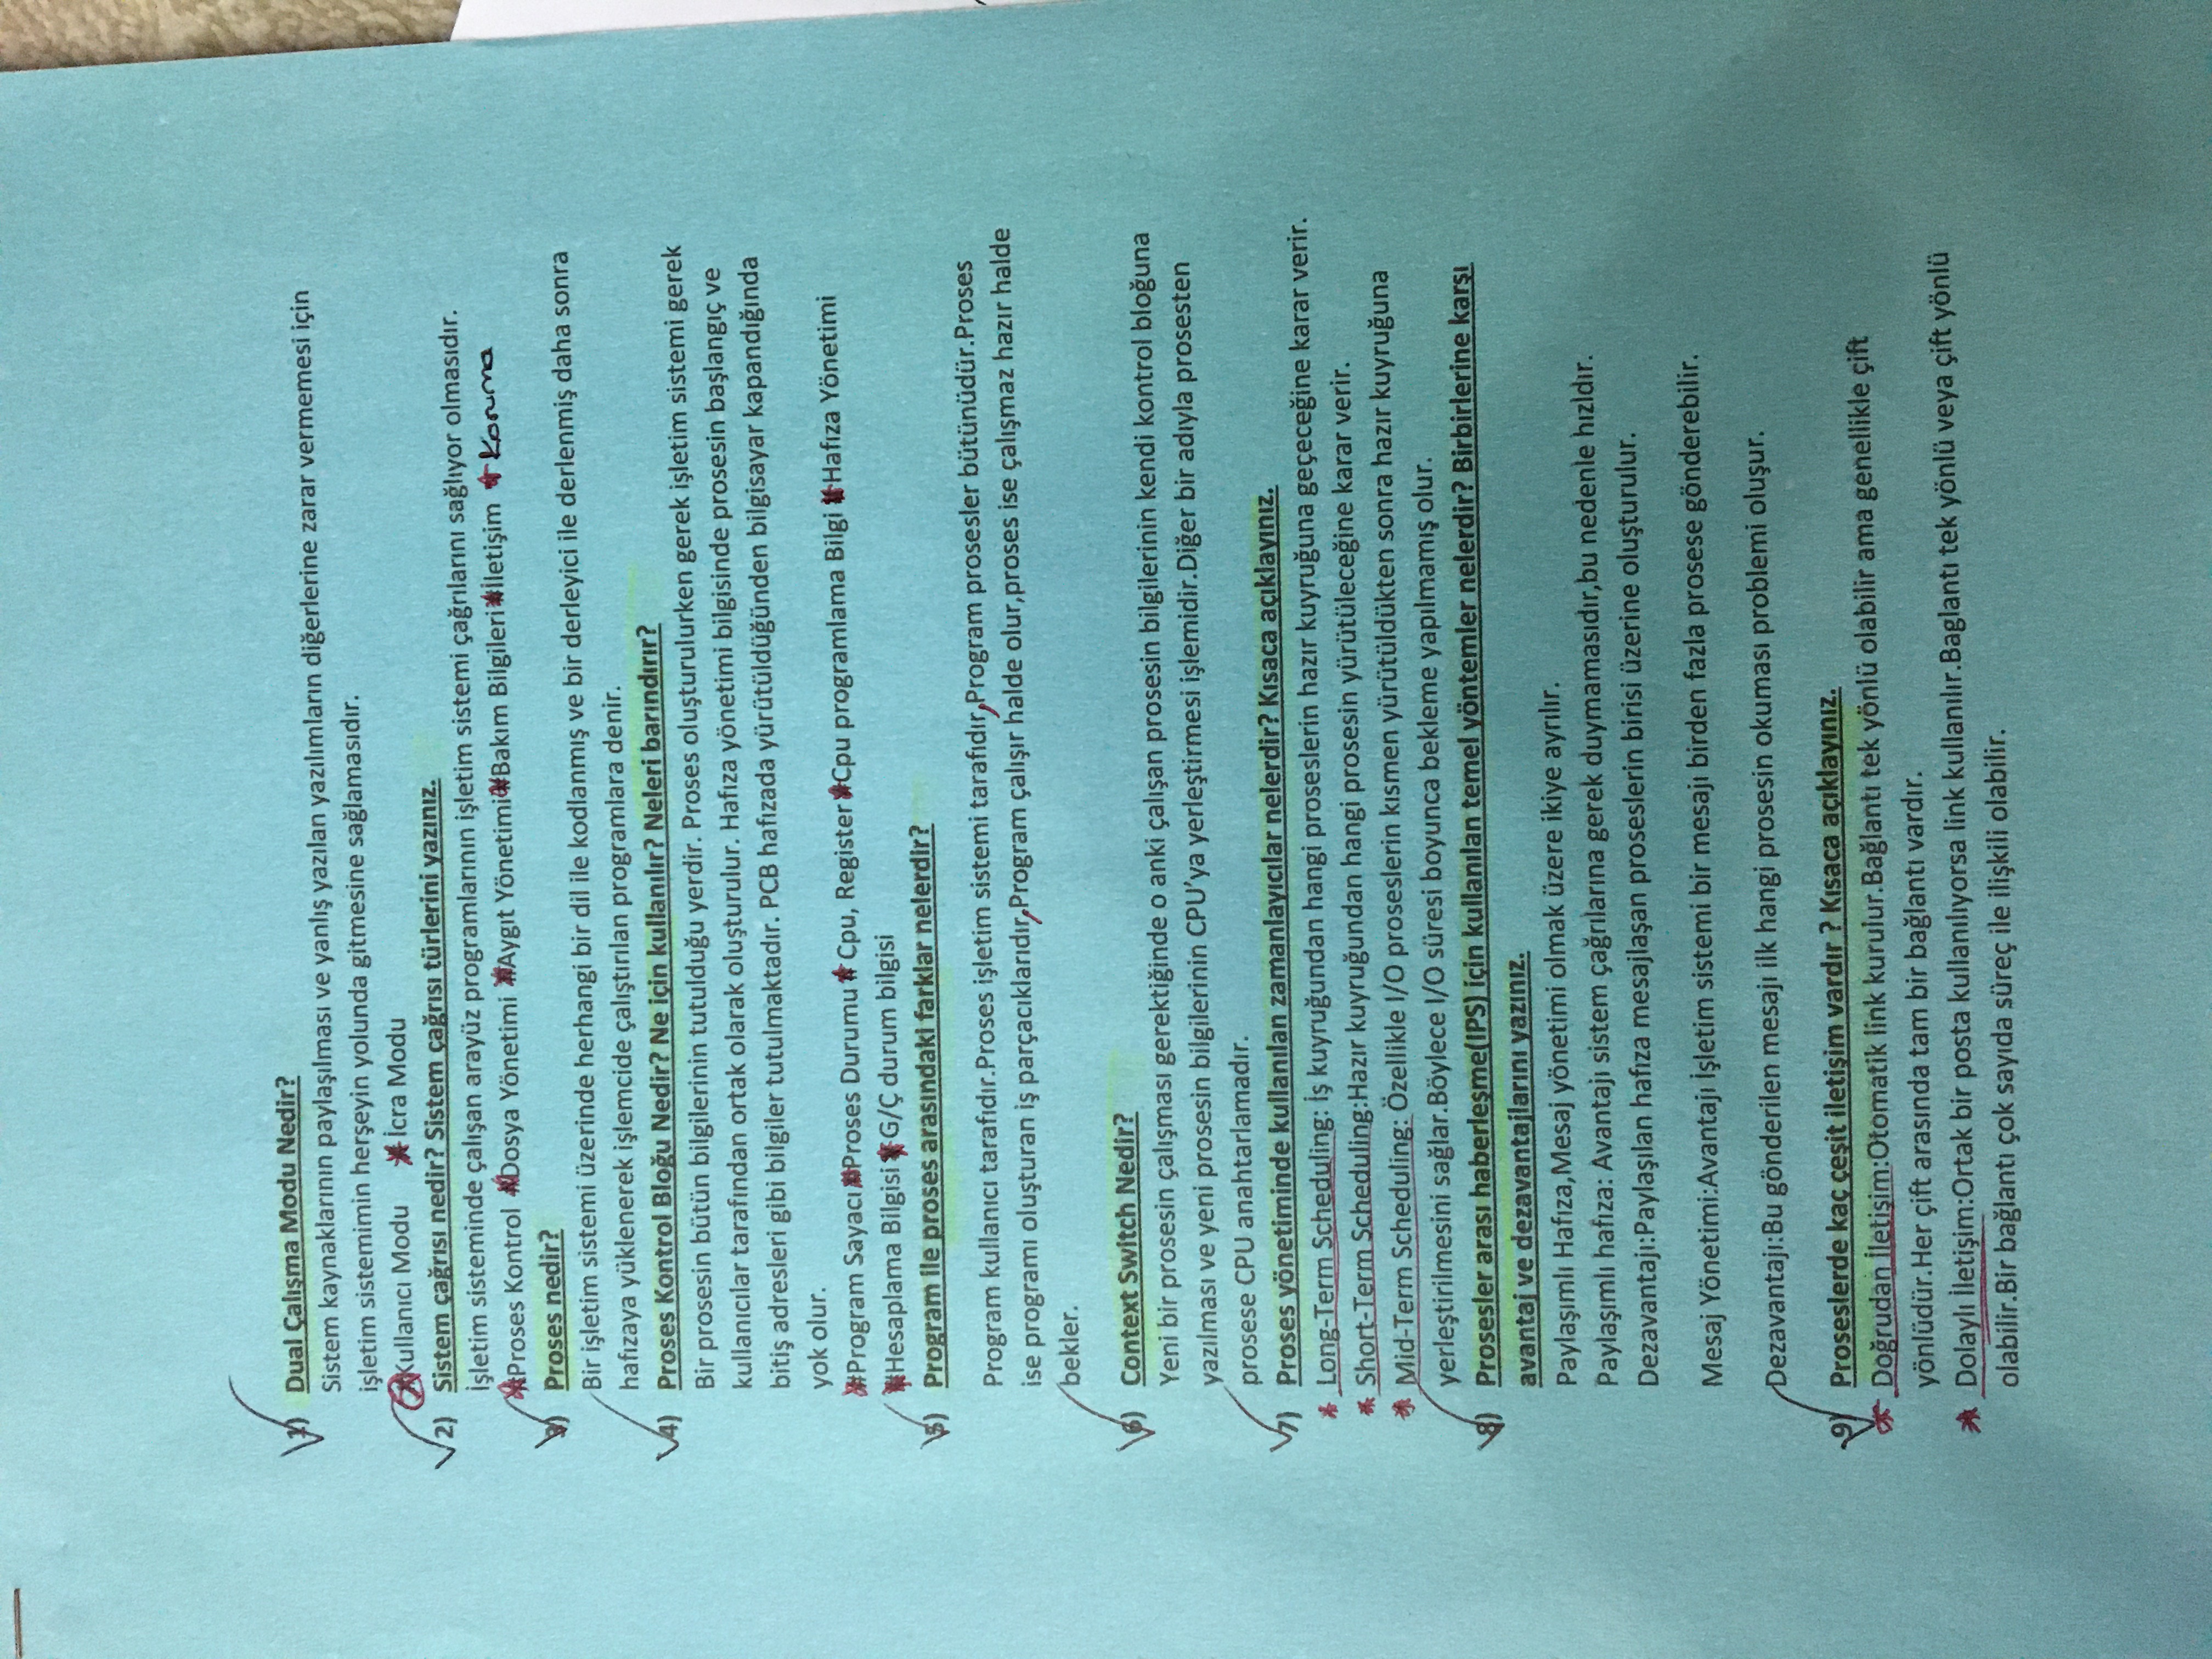 1) Dual Çalışma Modu Nedir?
Sistem kaynaklarının paylaşılması ve yanlış yazılan yazılımların diğerlerine zarar vermemesi için
işletim sistemimin herşeyin yolunda gitmesine sağlamasıdır.
*Kullanıcı Modu *İcra Modu
2) Sistem çağrısı nedir? Sistem çağrısı türlerini yazınız.
İşletim sisteminde çalışan arayüz programlarının işletim sistemi çağrılarını sağlıyor olmasıdır.
#Proses Kontrol #Dosya Yönetimi #Aygıt Yönetimi#Bakım Bilgileri#İletişim * Koruma
3) Proses nedir?
Bir işletim sistemi üzerinde herhangi bir dil ile kodlanmış ve bir derleyici ile derlenmiş daha sonra
hafızaya yüklenerek işlemcide çalıştırılan programlara denir.
4) Proses Kontrol Bloğu Nedir? Ne için kullanılır? Neleri barındırır?
Bir prosesin bütün bilgilerinin tutulduğu yerdir. Proses oluşturulurken gerek işletim sistemi gerek
kullanıcılar tarafından ortak olarak oluşturulur. Hafıza yönetimi bilgisinde prosesin başlangıç ve
bitiş adresleri gibi bilgiler tutulmaktadır. PCB hafızada yürütüldüğünden bilgisayar kapandığında
yok olur.
#Program Sayacı #Proses Durumu # Cpu, Register #Cpu programlama Bilgi #Hafıza Yönetimi
#Hesaplama Bilgisi # G/Ç durum bilgisi
5) Program ile proses arasındaki farklar nelerdir?
Program kullanıcı tarafıdır.Proses işletim sistemi tarafıdır,Program prosesler bütünüdür.Proses
ise programı oluşturan iş parçacıklarıdır,Program çalışır halde olur,proses ise çalışmaz hazır halde
bekler.
6) Context Switch Nedir?
Yeni bir prosesin çalışması gerektiğinde o anki çalışan prosesin bilgilerinin kendi kontrol bloğuna
yazılması ve yeni prosesin bilgilerinin CPU'ya yerleştirmesi işlemidir.Diğer bir adıyla prosesten
prosese CPU anahtarlamadır.
7) Proses yönetiminde kullanılan zamanlayıcılar nelerdir? Kısaca açıklayınız.
* Long-Term Scheduling: İş kuyruğundan hangi proseslerin hazır kuyruğuna geçeceğine karar verir.
* Short-Term Scheduling:Hazır kuyruğundan hangi prosesin yürütüleceğine karar verir.
* Mid-Term Scheduling: Özellikle I/O proseslerin kısmen yürütüldükten sonra hazır kuyruğuna
yerleştirilmesini sağlar.Böylece I/O süresi boyunca bekleme yapılmamış olur.
8) Prosesler arası haberleşme(IPS) için kullanılan temel yöntemler nelerdir? Birbirlerine karşı
avantaj ve dezavantajlarını yazınız.
Paylaşımlı Hafıza,Mesaj yönetimi olmak üzere ikiye ayrılır.
Paylaşımlı hafıza: Avantajı sistem çağrılarına gerek duymamasıdır,bu nedenle hızldır.
Dezavantajı:Paylaşılan hafıza mesajlaşan proseslerin birisi üzerine oluşturulur.
Mesaj Yönetimi:Avantajı İşletim sistemi bir mesajı birden fazla prosese gönderebilir.
Dezavantajı:Bu gönderilen mesajı ilk hangi prosesin okuması problemi oluşur.
9) Proseslerde kaç çeşit iletişim vardır ? Kısaca açıklayınız.
* Doğrudan İletişim:Otomatik link kurulur.Bağlantı tek yönlü olabilir ama genellikle çift
yönlüdür.Her çift arasında tam bir bağlantı vardır.
* Dolaylı İletişim:Ortak bir posta kullanılıyorsa link kullanılır.Baglantı tek yönlü veya çift yönlü
olabilir.Bir bağlantı çok sayıda süreç ile ilişkili olabilir.